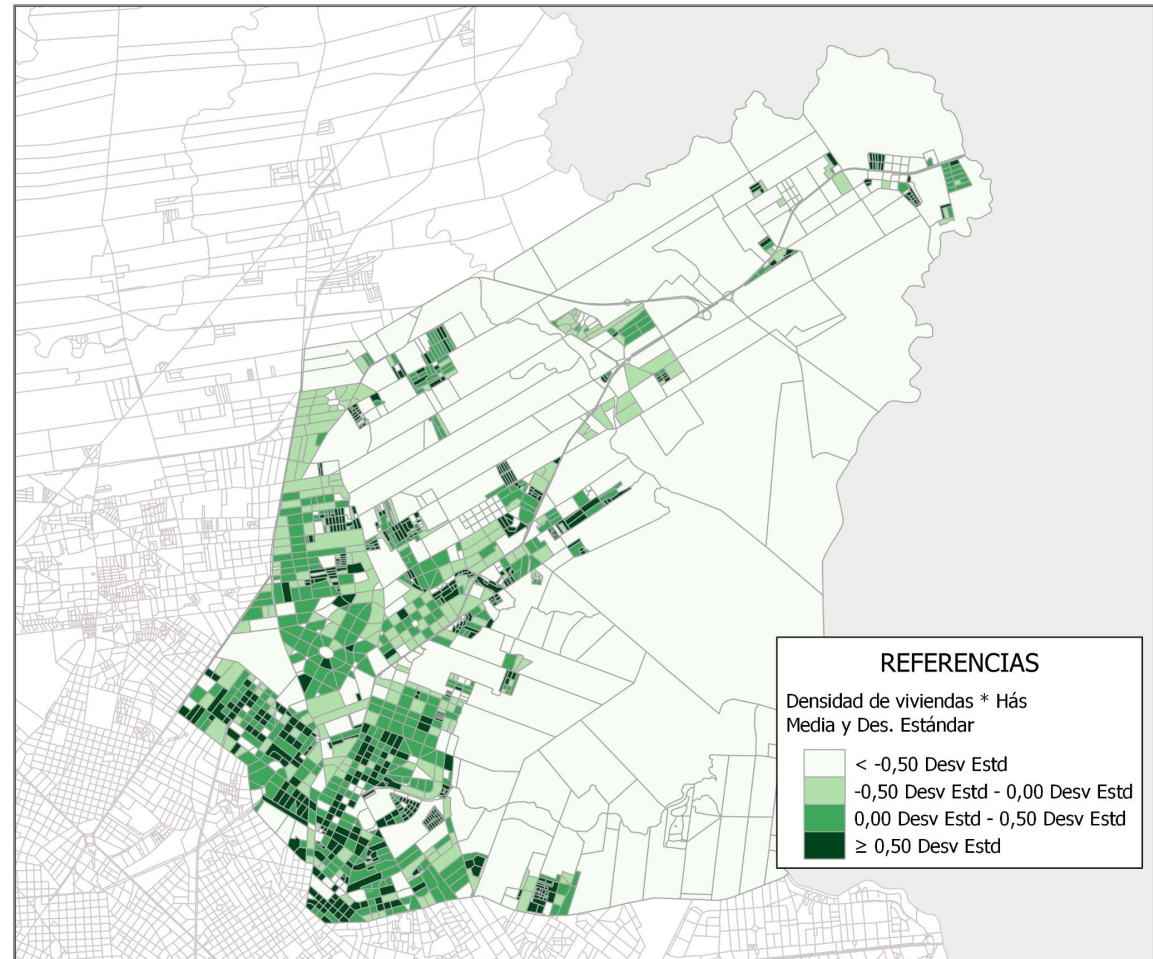 REFERENCIAS
Densidad de viviendas * Hás
Media y Des. Estándar
< -0,50 Desv Estd
-0,50 Desv Estd - 0,00 Desv Estd
0,00 Desv Estd - 0,50 Desv Estd
≥ 0,50 Desv Estd